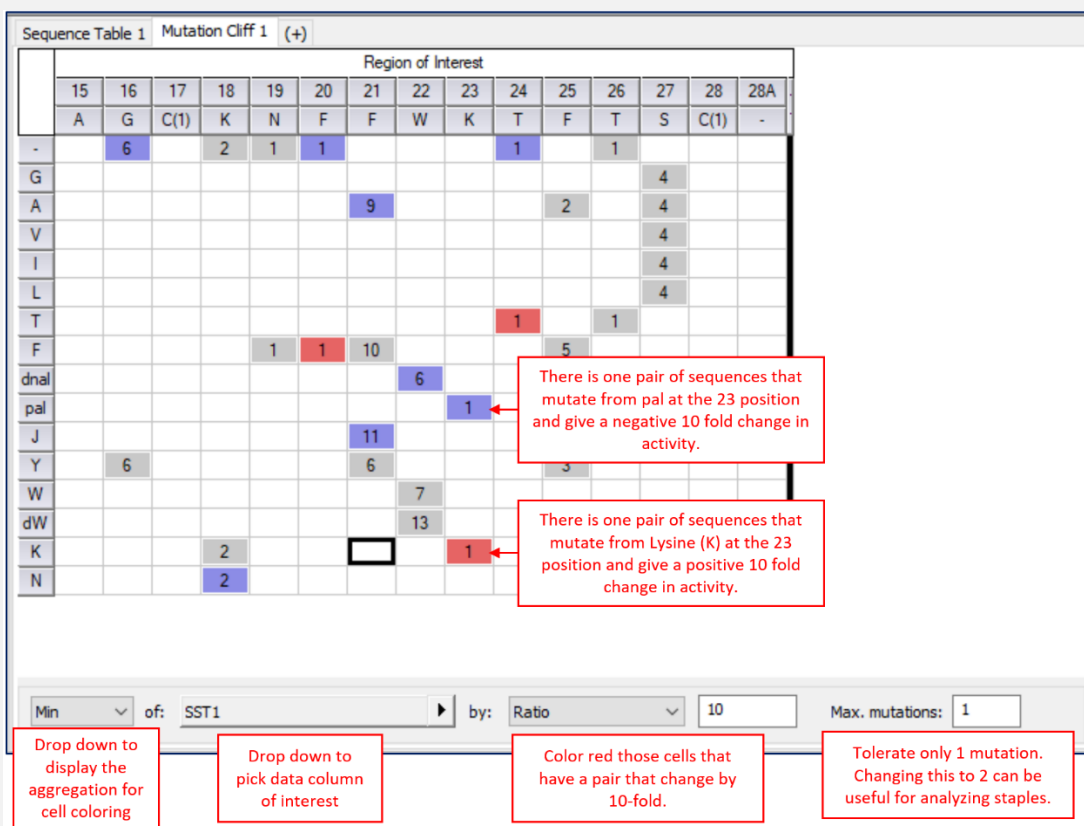 Sequence Table 1 Mutation Cliff 1 (+)
Region of Interest
15 16 17 18 19 20 21 22 23 24 25 26 27 28 28A
A G C(1) K N F F W K T F T S C(1) -
- 6 2 1 1 1 1
G 4
A 9 2 4
V 4
I 4
L 4
T 1 1
F 1 1 10 5
dnal 6
pal 1
J 11
Y 6 6 3
W 7
dW 13
K 2 1
N 2
There is one pair of sequences that
mutate from pal at the 23 position
and give a negative 10 fold change in
activity.
There is one pair of sequences that
mutate from Lysine (K) at the 23
position and give a positive 10 fold
change in activity.
Min of: SST1 by: Ratio 10 Max. mutations: 1
Drop down to
display the
aggregation for
cell coloring
Drop down to
pick data column
of interest
Color red those cells that
have a pair that change by
10-fold.
Tolerate only 1 mutation.
Changing this to 2 can be
useful for analyzing staples.